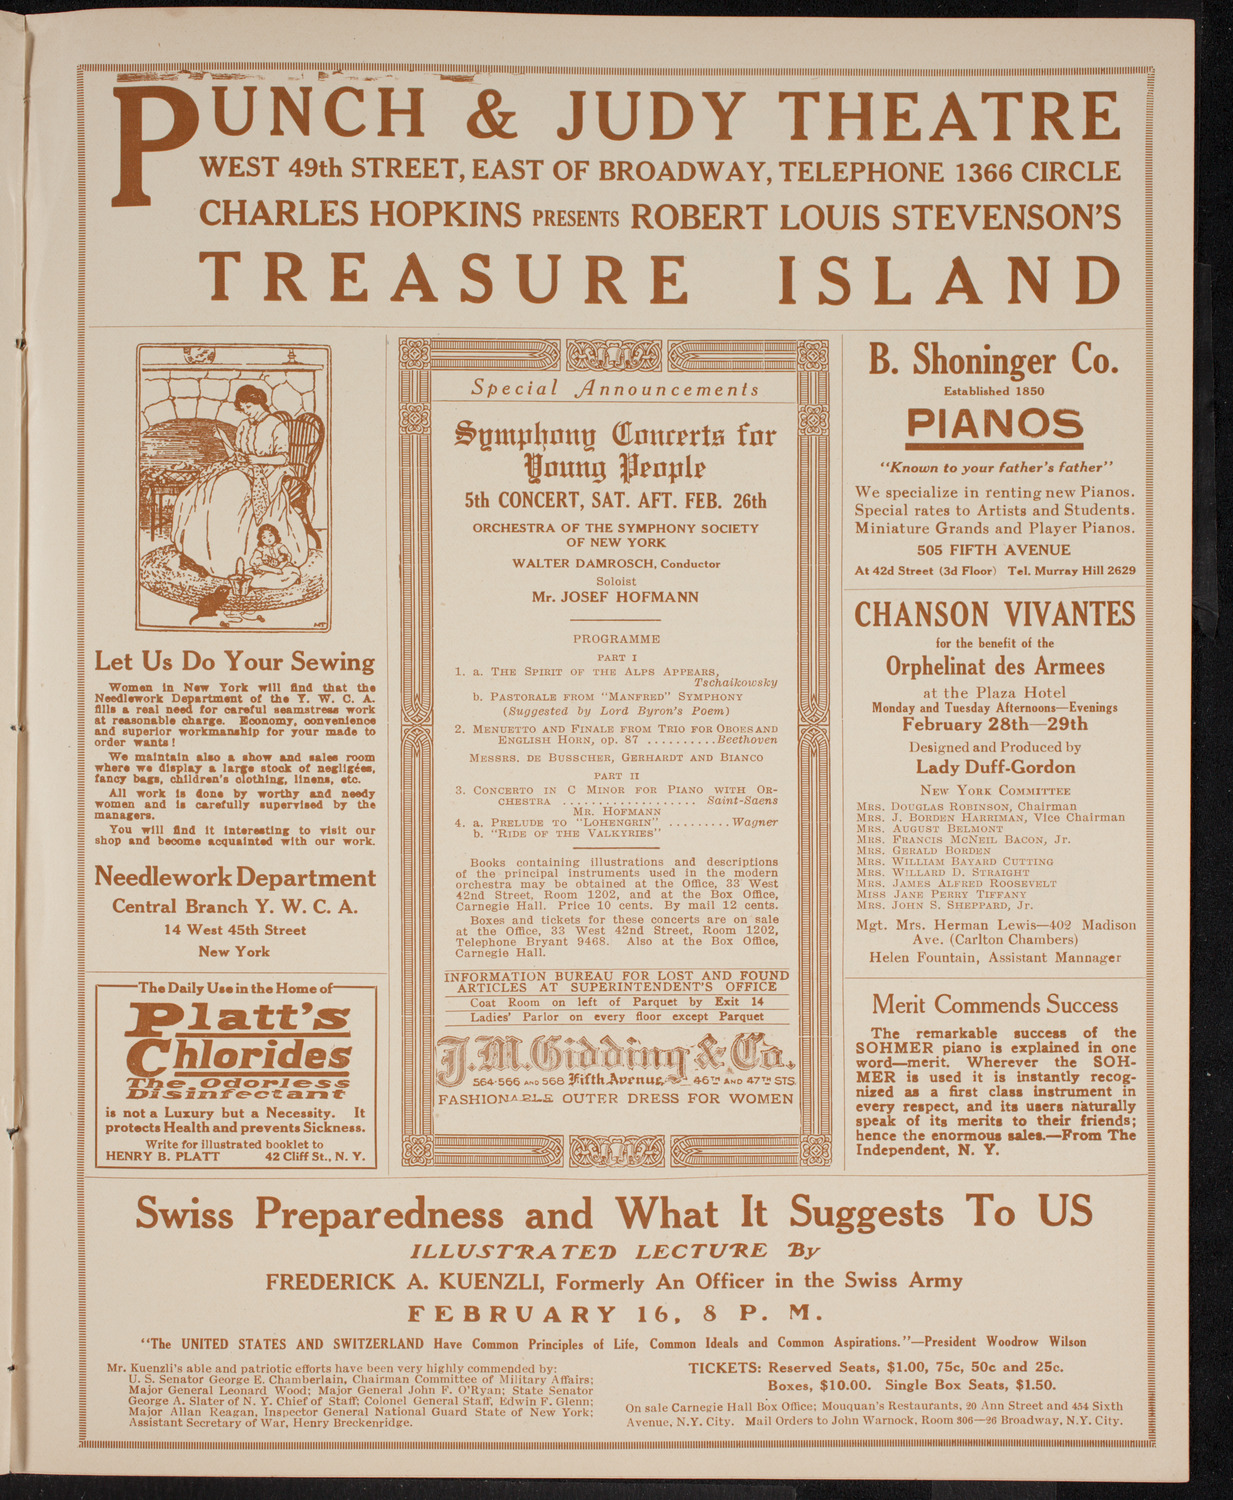 PUNCH & JUDY THEATRE
WEST 49th STREET, EAST OF BROADWAY, TELEPHONE 1366 CIRCLE
CHARLES HOPKINS PRESENTS ROBERT LOUIS STEVENSON'S
TREASURE ISLAND
Let Us Do Your Sewing
Women in New York will find that the
Needlework Department of the Y. W. C. A.
fills a real need for careful seamstress work
at reasonable charge. Economy, convenience
and superior workmanship for your made to
order wants!
We maintain also a show and sales room
where we display a large stock of negligées,
fancy bags, children's clothing, linens, etc.
All work is done by worthy and needy
women and is carefully supervised by the
managers.
You will find it interesting to visit our
shop and become acquainted with our work.
Needlework Department
Central Branch Y. W. C. A.
14 West 45th Street
New York
The Daily Use in the Home of
Platt's
Chlorides
The Odorless
Disinfectant
is not a Luxury but a Necessity. It
protects Health and prevents Sickness.
Write for illustrated booklet to
HENRY B. PLATT 42 Cliff St., N. Y.
Special Announcements
Symphony Concerts for
Young People
5th CONCERT, SAT. AFT. FEB. 26th
ORCHESTRA OF THE SYMPHONY SOCIETY
OF NEW YORK
WALTER DAMROSCH, Conductor
Soloist
Mr. JOSEF HOFMANN
PROGRAMME
PART I
1. a. THE SPIRIT OF THE ALPS APPEARS,
Tschaikowsky
b. PASTORALE FROM "MANFRED" SYMPHONY
(Suggested by Lord Byron's Poem)
2. MENUETTO AND FINALE FROM TRIO FOR OBOES AND
ENGLISH HORN, op. 87 .......... Beethoven
MESSRS. DE BUSSCHER, GERHARDT AND BIANCO
PART II
3. CONCERTO IN C MINOR FOR PIANO WITH OR-
CHESTRA .................. Saint-Saens
MR. HOFMANN
4. a. PRELUDE TO "LOHENGRIN" ........ Wagner
b. "RIDE OF THE VALKYRIES"
Books containing illustrations and descriptions
of the principal instruments used in the modern
orchestra may be obtained at the Office, 33 West
42nd Street, Room 1202, and at the Box Office,
Carnegie Hall. Price 10 cents. By mail 12 cents.
Boxes and tickets for these concerts are on sale
at the Office, 33 West 42nd Street, Room 1202,
Telephone Bryant 9468. Also at the Box Office,
Carnegie Hall.
INFORMATION BUREAU FOR LOST AND FOUND
ARTICLES AT SUPERINTENDENT'S OFFICE
Coat Room on left of Parquet by Exit 14
Ladies' Parlor on every floor except Parquet
J. M. Gidding & Co.
564-566 AND 568 Fifth Avenue, 46TH AND 47TH STS.
FASHIONABLE OUTER DRESS FOR WOMEN
B. Shoninger Co.
Established 1850
PIANOS
"Known to your father's father"
We specialize in renting new Pianos.
Special rates to Artists and Students.
Miniature Grands and Player Pianos.
505 FIFTH AVENUE
At 42d Street (3d Floor) Tel. Murray Hill 2629
CHANSON VIVANTES
for the benefit of the
Orphelinat des Armees
at the Plaza Hotel
Monday and Tuesday Afternoons—Evenings
February 28th—29th
Designed and Produced by
Lady Duff-Gordon
NEW YORK COMMITTEE
MRS. DOUGLAS ROBINSON, Chairman
MRS. J. BORDEN HARRIMAN, Vice Chairman
MRS. AUGUST BELMONT
MRS. FRANCIS MCNEIL BACON, JR.
MRS. GERALD BORDEN
MRS. WILLIAM BAYARD CUTTING
MRS. WILLARD D. STRAIGHT
MRS. JAMES ALFRED ROOSEVELT
MISS JANE PERRY TIFFANY
MRS. JOHN S. SHEPPARD, JR.
Mgt. Mrs. Herman Lewis—402 Madison
Ave. (Carlton Chambers)
Helen Fountain, Assistant Mannager
Merit Commends Success
The remarkable success of the
SOHMER piano is explained in one
word—merit. Wherever the SOH-
MER is used it is instantly recog-
nized as a first class instrument in
every respect, and its users naturally
speak of its merits to their friends;
hence the enormous sales.—From The
Independent, N. Y.
Swiss Preparedness and What It Suggests To US
ILLUSTRATED LECTURE By
FREDERICK A. KUENZLI, Formerly An Officer in the Swiss Army
FEBRUARY 16, 8 P. M.
"The UNITED STATES AND SWITZERLAND Have Common Principles of Life, Common Ideals and Common Aspirations."—President Woodrow Wilson
Mr. Kuenzli's able and patriotic efforts have been very highly commended by:
U. S. Senator George E. Chamberlain, Chairman Committee of Military Affairs;
Major General Leonard Wood; Major General John F. O'Ryan; State Senator
George A. Slater of N. Y. Chief of Staff; Colonel General Staff, Edwin F. Glenn;
Major Allan Reagan, Inspector General National Guard State of New York;
Assistant Secretary of War, Henry Breckenridge.
TICKETS: Reserved Seats, $1.00, 75c, 50c and 25c.
Boxes, $10.00. Single Box Seats, $1.50.
On sale Carnegie Hall Box Office; Mouquan's Restaurants, 20 Ann Street and 454 Sixth
Avenue, N.Y. City. Mail Orders to John Warnock, Room 306—26 Broadway, N.Y. City.